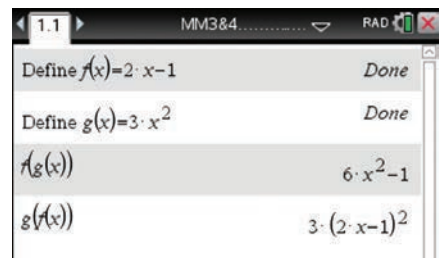 1.1 MM3&4............. RAD
Define f(x)=2·x−1 Done
Define g(x)=3·x² Done
f(g(x)) 6·x²−1
g(f(x)) 3·(2·x−1)²